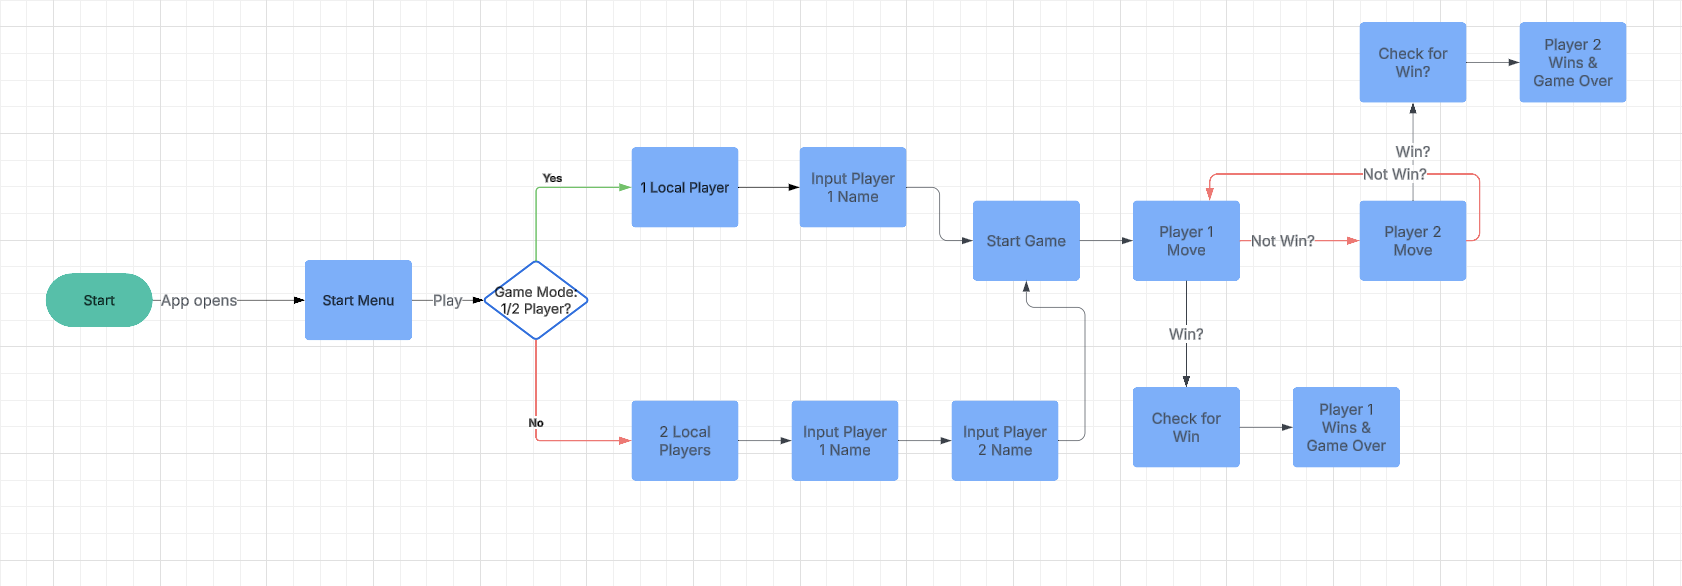 Start
App opens
Start Menu
Play
Game Mode:
1/2 Player?
Yes
1 Local Player
Input Player
1 Name
No
2 Local
Players
Input Player
1 Name
Input Player
2 Name
Start Game
Player 1
Move
Not Win?
Player 2
Move
Not Win?
Win?
Check for
Win?
Player 2
Wins &
Game Over
Win?
Check for
Win
Player 1
Wins &
Game Over